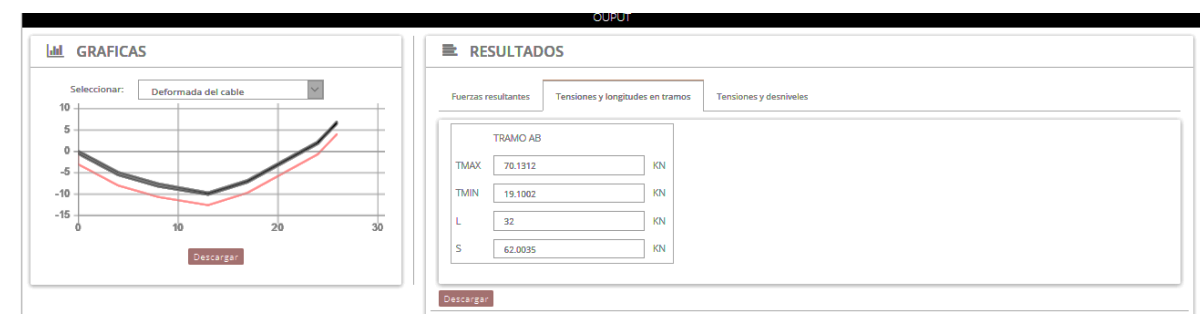 OUPUT
GRAFICAS
Seleccionar: Deformada del cable
10
5
0
-5
-10
-15
0 10 20 30
Descargar
RESULTADOS
Fuerzas resultantes Tensiones y longitudes en tramos Tensiones y desniveles
TRAMO AB
TMAX 70.1312 KN
TMIN 19.1002 KN
L 32 KN
S 62.0035 KN
Descargar